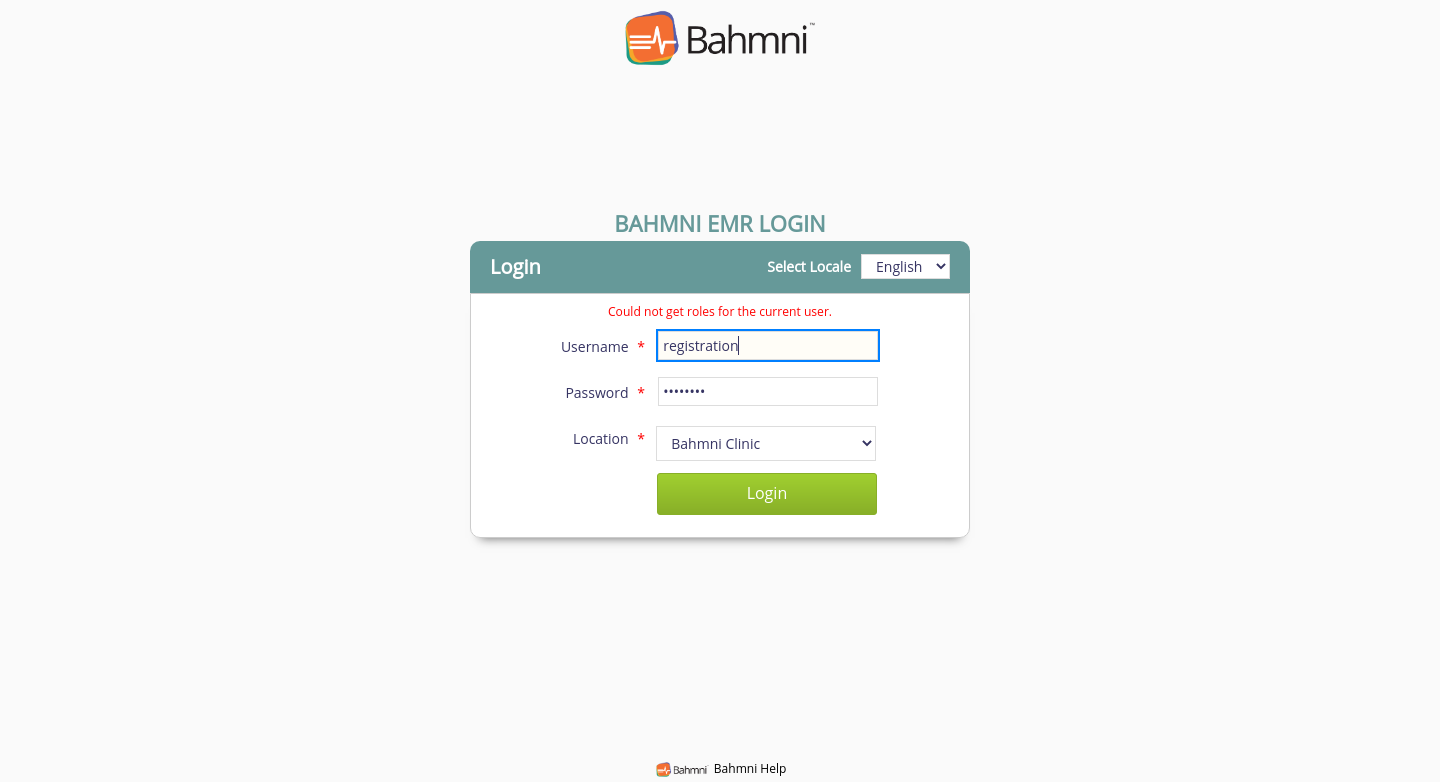 Bahmni™
BAHMNI EMR LOGIN
Login
Select Locale English
Could not get roles for the current user.
Username * registration
Password * ••••••••
Location * Bahmni Clinic
Login
Bahmni Bahmni Help